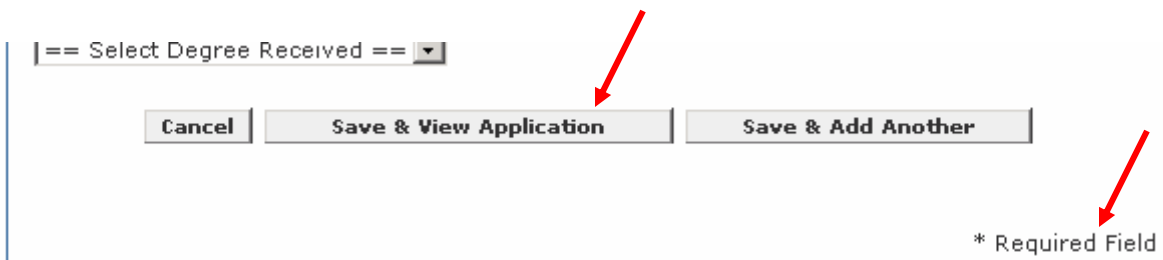 == Select Degree Received ==
Cancel Save & View Application Save & Add Another
* Required Field